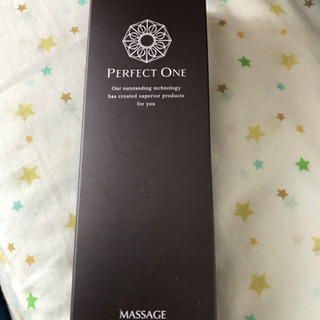 PERFECT ONE
Our outstanding technology
has created superior products
for you
MASSAGE